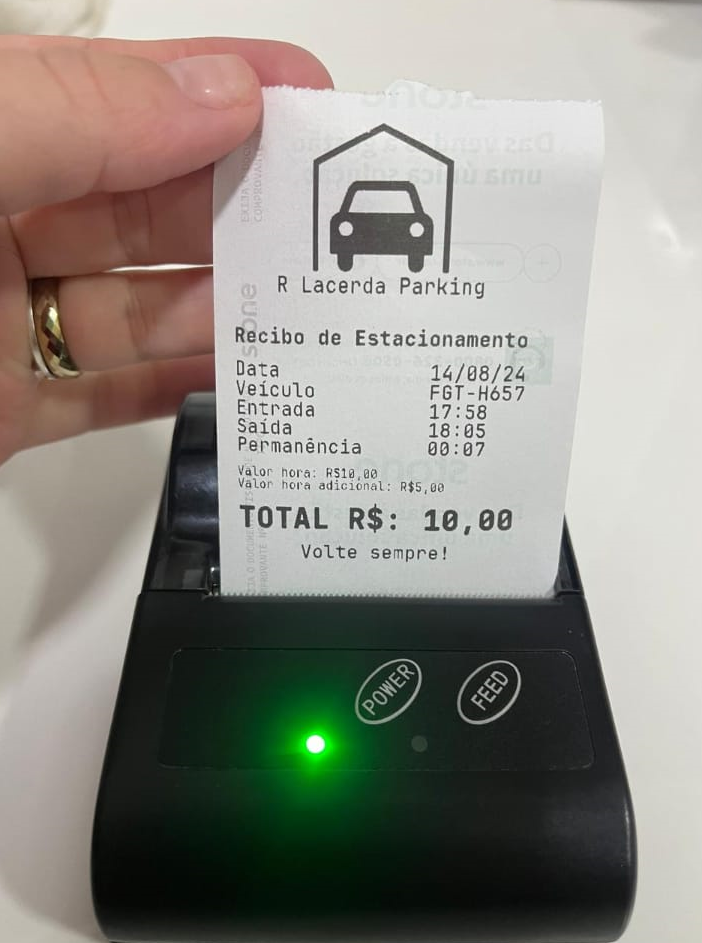 R Lacerda Parking
Recibo de Estacionamento
Data 14/08/24
Veículo FGT-H657
Entrada 17:58
Saída 18:05
Permanência 00:07
Valor hora: R$10,00
Valor hora adicional: R$5,00
TOTAL R$: 10,00
Volte sempre!
stone
POWER
FEED